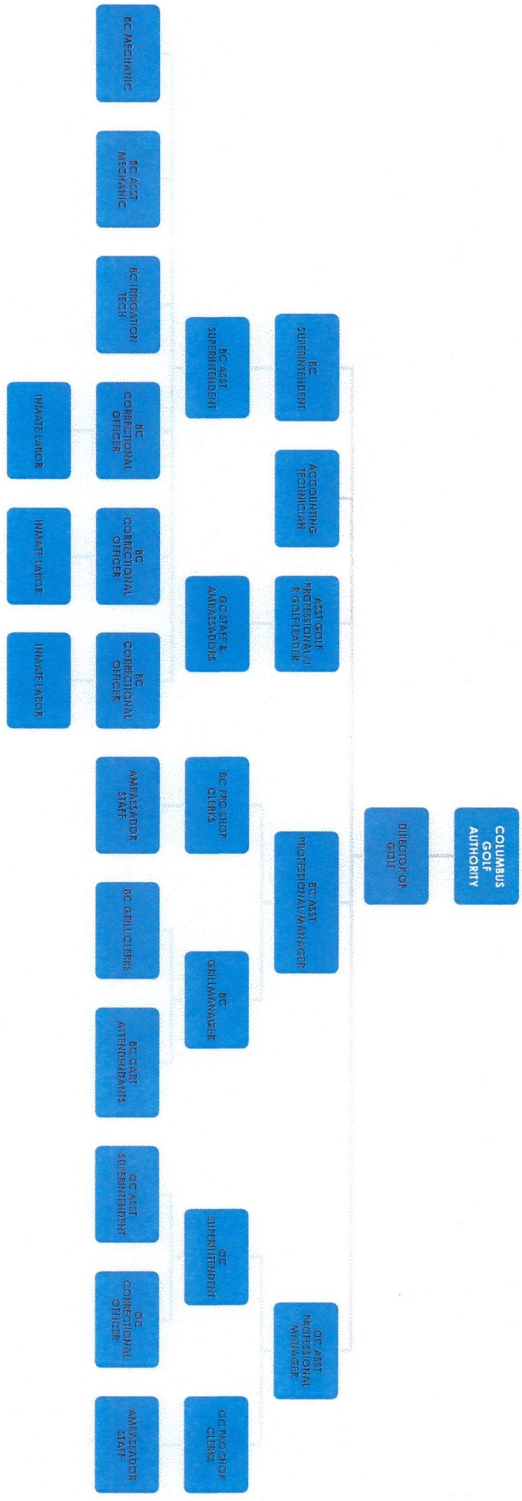 COLUMBUS
GOLF
AUTHORITY
DIRECTOR OF
GOLF
BC
SUPERINTENDENT
ACCOUNTING
TECHNICIAN
ASST GOLF
PROFESSIONAL/J
R GOLF LEADER
BC ASST
PROFESSIONAL/MANAGER
OC ASST
PROFESSIONAL
MANAGER
BC ASST
SUPERINTENDENT
GC STAFF &
AMBASSADORS
BC PRO SHOP
CLERKS
BC
GRILLMANAGER
OC
SUPERINTENDENT
OC PRO SHOP
CLERKS
BC MECHANIC
BC ASST
MECHANIC
BC IRRIGATION
TECH
BC
CORRECTIONAL
OFFICER
BC
CORRECTIONAL
OFFICER
BC
CORRECTIONAL
OFFICER
AMBASSADOR
STAFF
BC GRILL CLERKS
BC CART
ATTENDENDANTS
OC ASST
SUPERINTENDENT
OC
CORRECTIONAL
OFFICER
AMBASSADOR
STAFF
INMATE LABOR
INMATE LABOR
INMATE LABOR